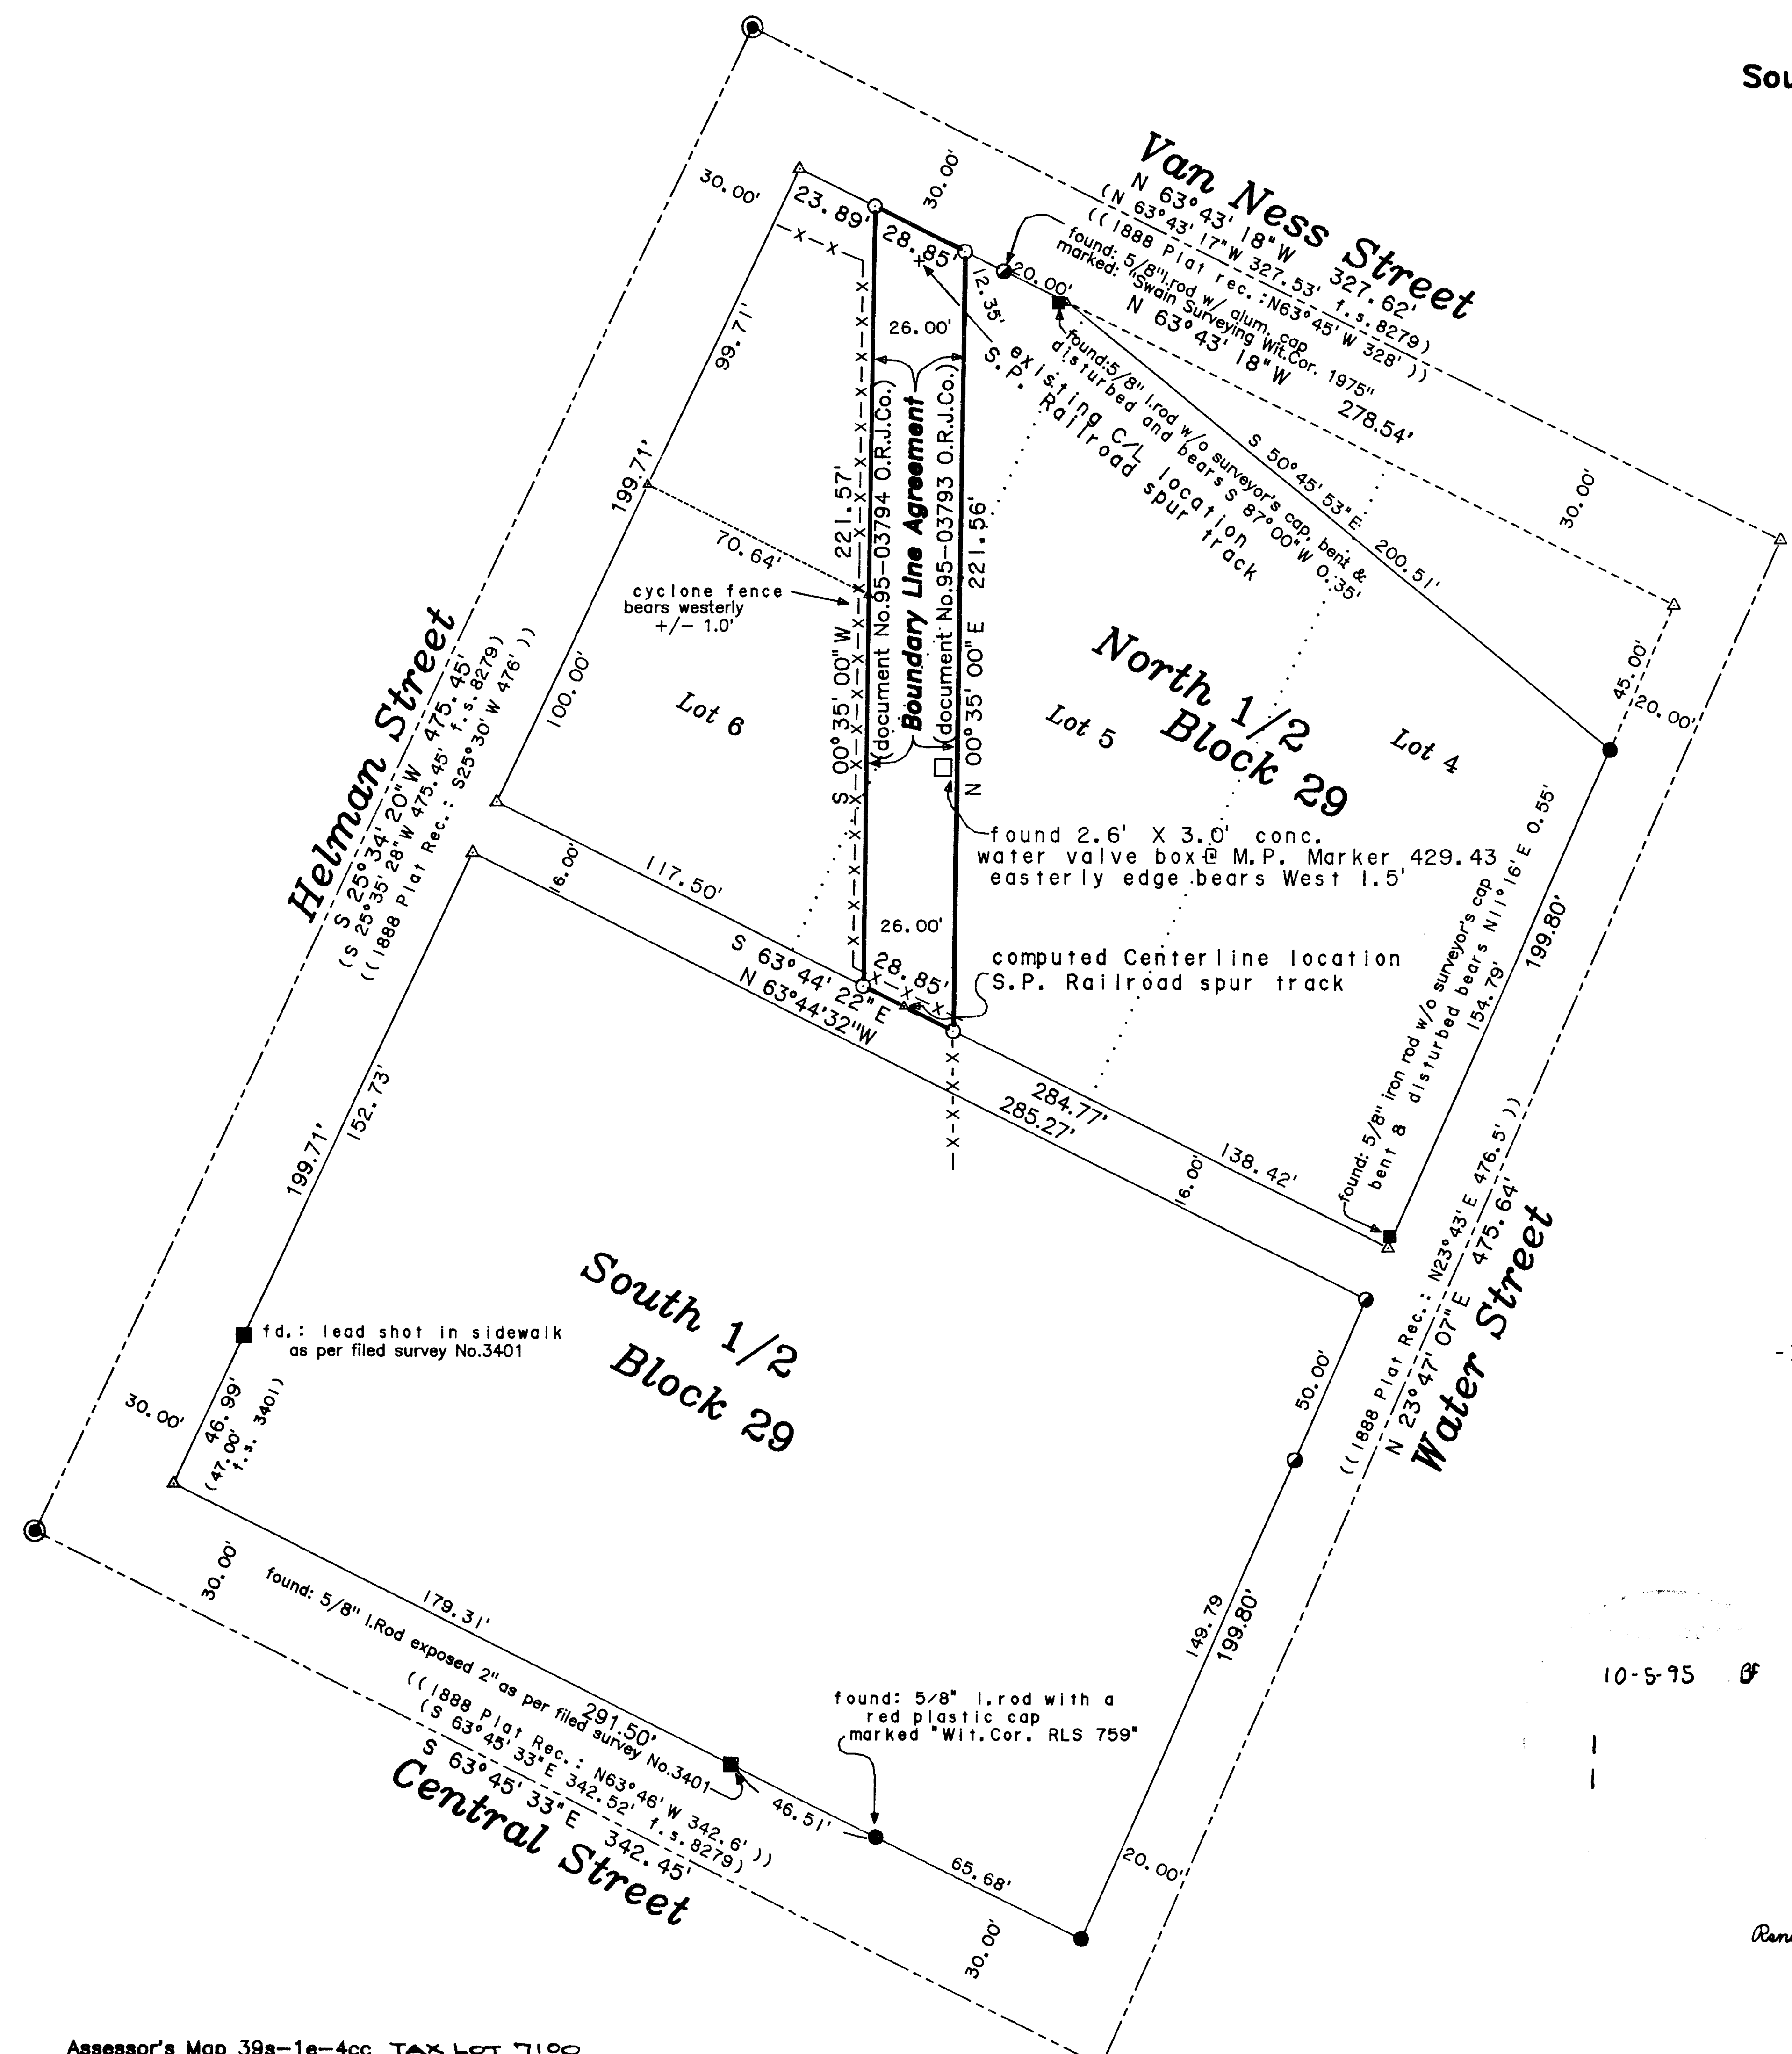 Sou
Van Ness Street
N 63°43'18"W 327.62'
(N 63°43'17"W 327.53' f.s.8279)
((1888 Plat rec.:N63°45'W 328'))
found: 5/8"I.rod w/ alum. cap
marked: "Swain Surveying Wit.Cor. 1975"
N 63°43'18"W
278.54'
30.00'
30.00'
23.89'
28.85'
20.00'
12.35'
26.00'
found:5/8" I.rod w/o surveyor's cap, bent &
disturbed and bears S 87°00"W 0.35'
existing C/L location
S.P. Railroad spur track
S 50°45'53"E
200.51'
30.00'
45.00'
20.00'
99.71'
199.71'
70.64'
cyclone fence
bears westerly
+/- 1.0'
100.00'
Lot 6
S 00°35'00"W 221.57'
(document No.95-03794 O.R.J.Co.)
Boundary Line Agreement
(document No.95-03793 O.R.J.Co.)
N 00°35'00"E 221.56'
North 1/2
Block 29
Lot 5
Lot 4
Helman Street
S 25°34'20"W 475.45'
(S 25°35'28"W 475.45' f.s.8279)
((1888 Plat Rec.: S25°30'W 476'))
found 2.6' X 3.0' conc.
water valve box@ M.P. Marker 429.43
easterly edge bears West 1.5'
16.00'
117.50'
26.00'
28.85'
computed Centerline location
S.P. Railroad spur track
S 63°44'22"E
N 63°44'32"W
284.77'
285.27'
138.42'
16.00'
found: 5/8" iron rod w/o surveyor's cap
bent & disturbed bears N11°16'E 0.55'
154.79'
199.80'
((1888 Plat Rec.: N23°43'E 476.5'))
N 23°47'07"E 475.64'
Water Street
199.71'
152.73'
South 1/2
Block 29
fd.: lead shot in sidewalk
as per filed survey No.3401
30.00'
46.99'
(47.00'
f.s. 3401)
50.00'
149.79
199.80'
30.00'
179.31'
found: 5/8" I.Rod exposed 2"as per filed survey No.3401
291.50'
((1888 Plat Rec.: N63°46'W 342.6'))
(S 63°45'33"E 342.52' f.s.8279)
S 63°45'33"E 342.45'
Central Street
found: 5/8" I.rod with a
red plastic cap
marked "Wit.Cor. RLS 759"
46.51'
65.68'
20.00'
30.00'
10-5-95
Rene
Assessor's Map 39s-1e-4cc TAX LOT 7100